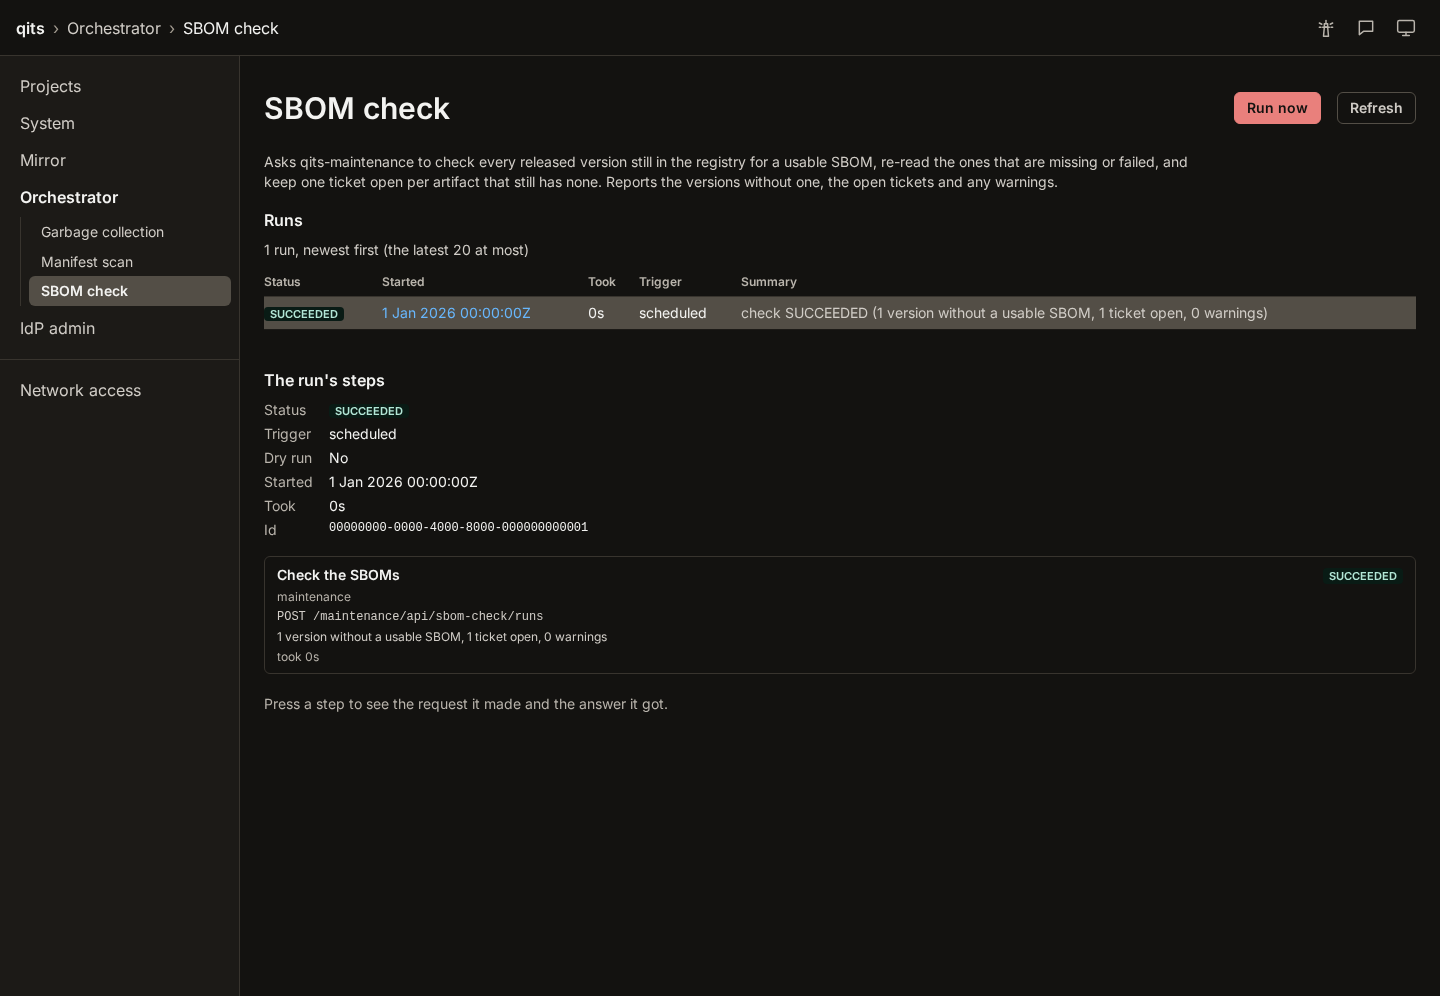 qits › Orchestrator › SBOM check
Projects
System
Mirror
Orchestrator
Garbage collection
Manifest scan
SBOM check
IdP admin
Network access
SBOM check
Run now
Refresh
Asks qits-maintenance to check every released version still in the registry for a usable SBOM, re-read the ones that are missing or failed, and
keep one ticket open per artifact that still has none. Reports the versions without one, the open tickets and any warnings.
Runs
1 run, newest first (the latest 20 at most)
Status Started Took Trigger Summary
SUCCEEDED 1 Jan 2026 00:00:00Z 0s scheduled check SUCCEEDED (1 version without a usable SBOM, 1 ticket open, 0 warnings)
The run's steps
Status SUCCEEDED
Trigger scheduled
Dry run No
Started 1 Jan 2026 00:00:00Z
Took 0s
Id 00000000-0000-4000-8000-000000000001
Check the SBOMs SUCCEEDED
maintenance
POST /maintenance/api/sbom-check/runs
1 version without a usable SBOM, 1 ticket open, 0 warnings
took 0s
Press a step to see the request it made and the answer it got.